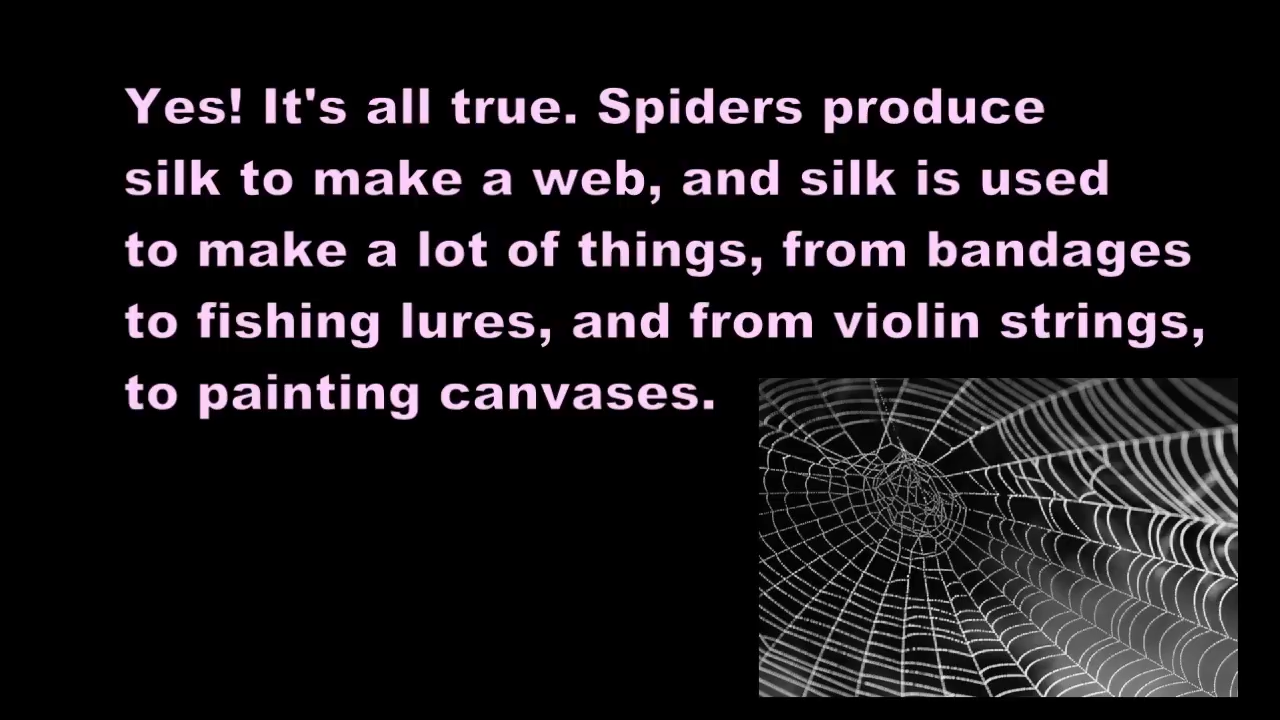 Yes! It's all true. Spiders produce
silk to make a web, and silk is used
to make a lot of things, from bandages
to fishing lures, and from violin strings,
to painting canvases.